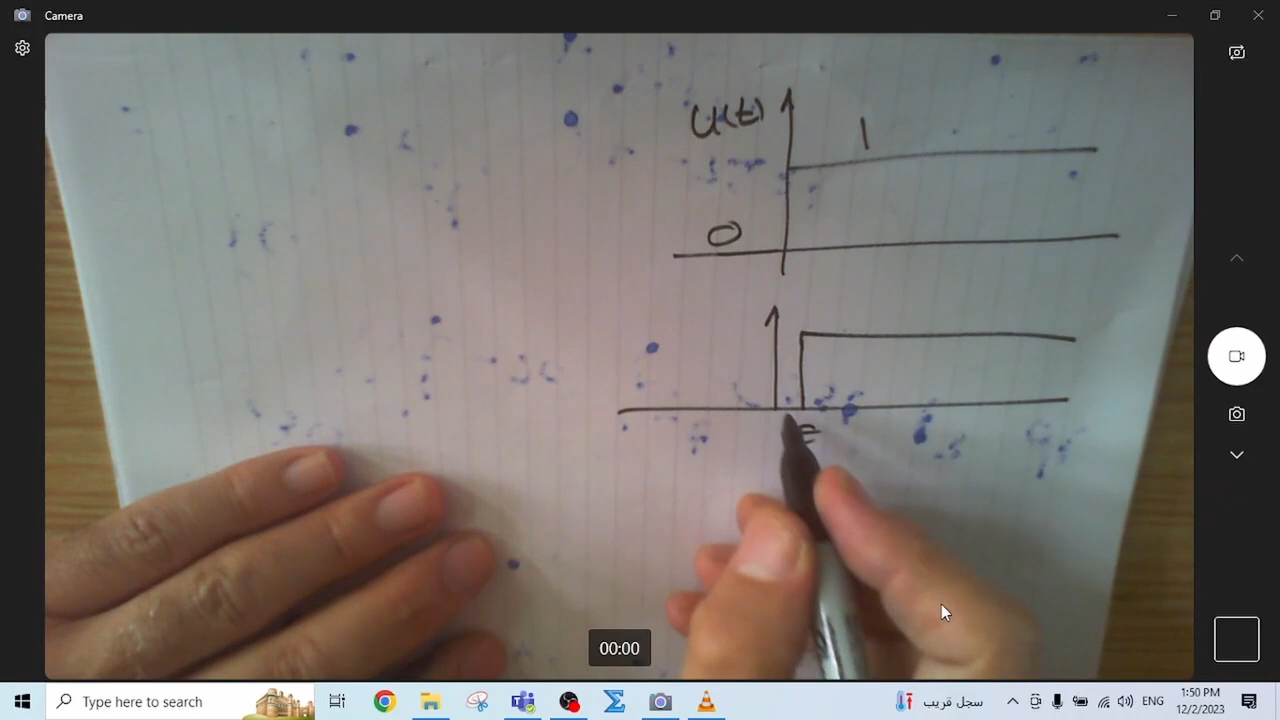 Camera
U(t)
1
0
e
00:00
Type here to search
سجل قريب
ENG
1:50 PM
12/2/2023